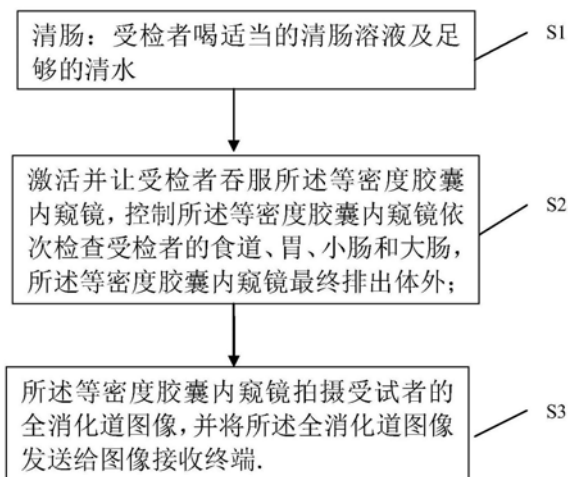 清肠：受检者喝适当的清肠溶液及足
够的清水
S1
激活并让受检者吞服所述等密度胶囊
内窥镜，控制所述等密度胶囊内窥镜依
次检查受检者的食道、胃、小肠和大肠，
所述等密度胶囊内窥镜最终排出体外；
S2
所述等密度胶囊内窥镜拍摄受试者的
全消化道图像，并将所述全消化道图像
发送给图像接收终端.
S3